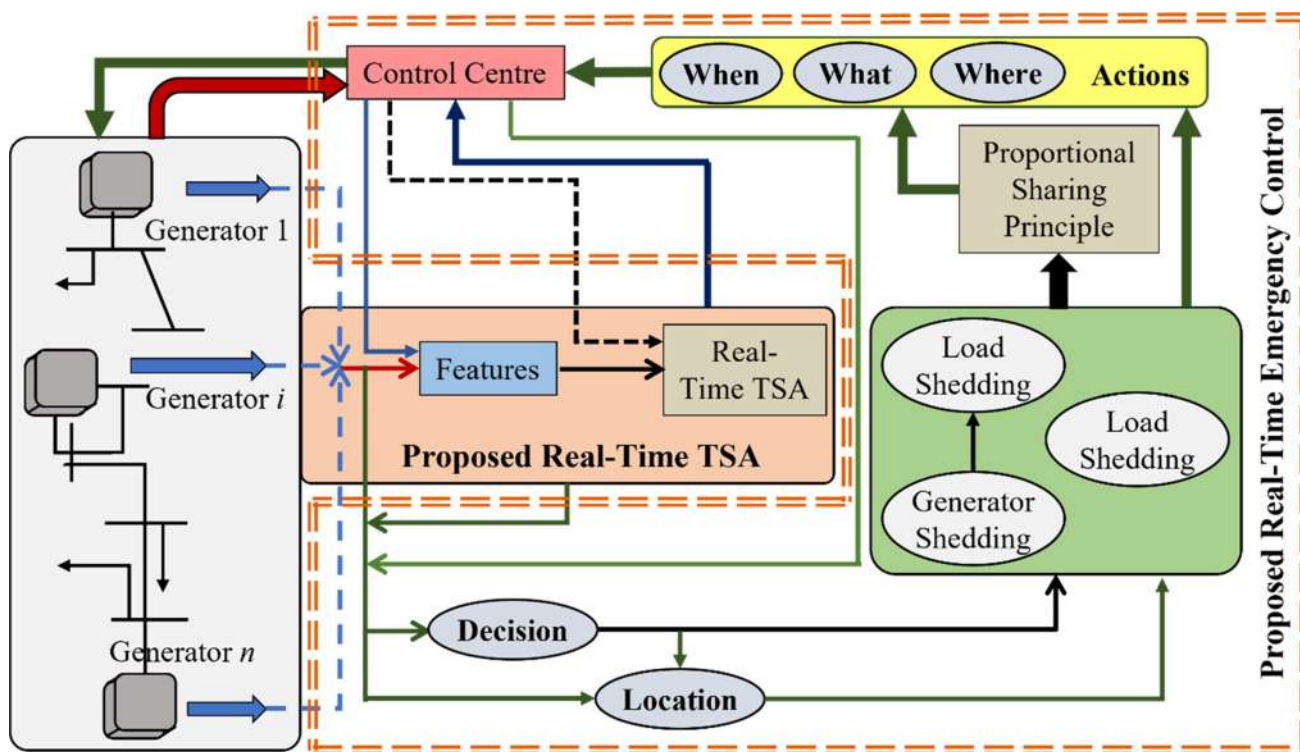 Control Centre
When
What
Where
Actions
Proportional
Sharing
Principle
Generator 1
Generator i
Generator n
Features
Real-
Time TSA
Proposed Real-Time TSA
Load
Shedding
Load
Shedding
Generator
Shedding
Decision
Location
Proposed Real-Time Emergency Control